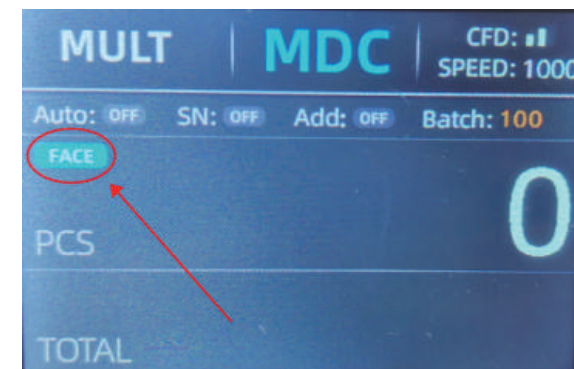 MULT MDC CFD:
SPEED: 1000
Auto: OFF SN: OFF Add: OFF Batch: 100
FACE
0
PCS
TOTAL